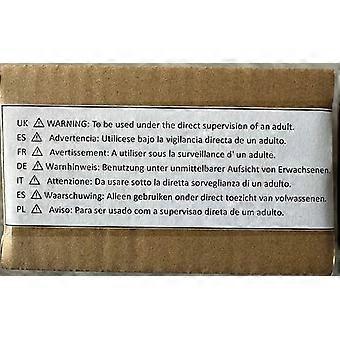 UK ⚠ WARNING: To be used under the direct supervision of an adult.
ES ⚠ Advertencia: Utilicese bajo la vigilancia directa de un adulto.
FR ⚠ Avertissement: A utiliser sous la surveillance d' un adulte.
DE ⚠ Warnhinweis: Benutzung unter unmittelbarer Aufsicht von Erwachsenen.
IT ⚠ Attenzione: Da usare sotto la diretta sorveglianza di un adulto.
ES ⚠ Waarschuwing: Alleen gebruiken onder direct toezicht van volwassenen.
PL ⚠ Aviso: Para ser usado com a supervisao direta de um adulto.